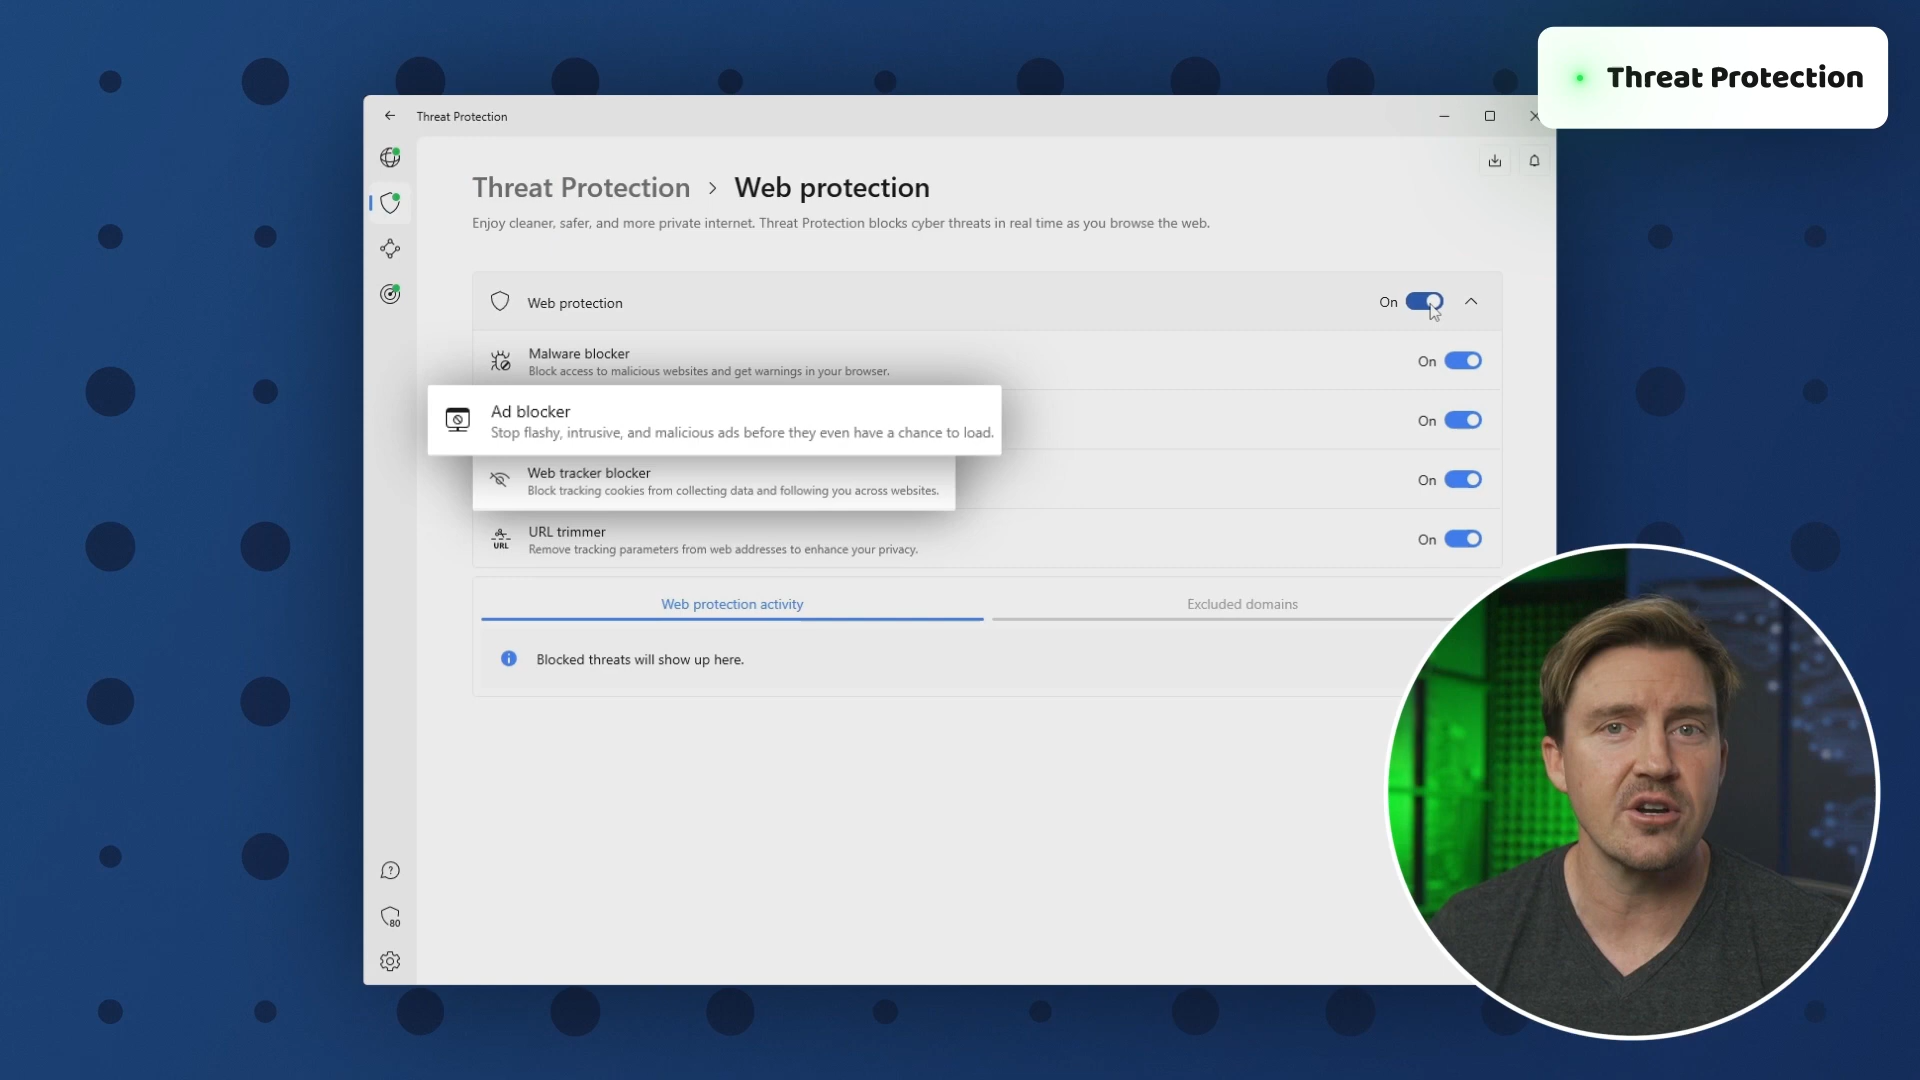 Threat Protection
Threat Protection
Threat Protection > Web protection
Enjoy cleaner, safer, and more private internet. Threat Protection blocks cyber threats in real time as you browse the web.
Web protection
On
Malware blocker
Block access to malicious websites and get warnings in your browser.
On
Ad blocker
Stop flashy, intrusive, and malicious ads before they even have a chance to load.
On
Web tracker blocker
Block tracking cookies from collecting data and following you across websites.
On
URL
URL trimmer
Remove tracking parameters from web addresses to enhance your privacy.
On
Web protection activity
Excluded domains
Blocked threats will show up here.
80